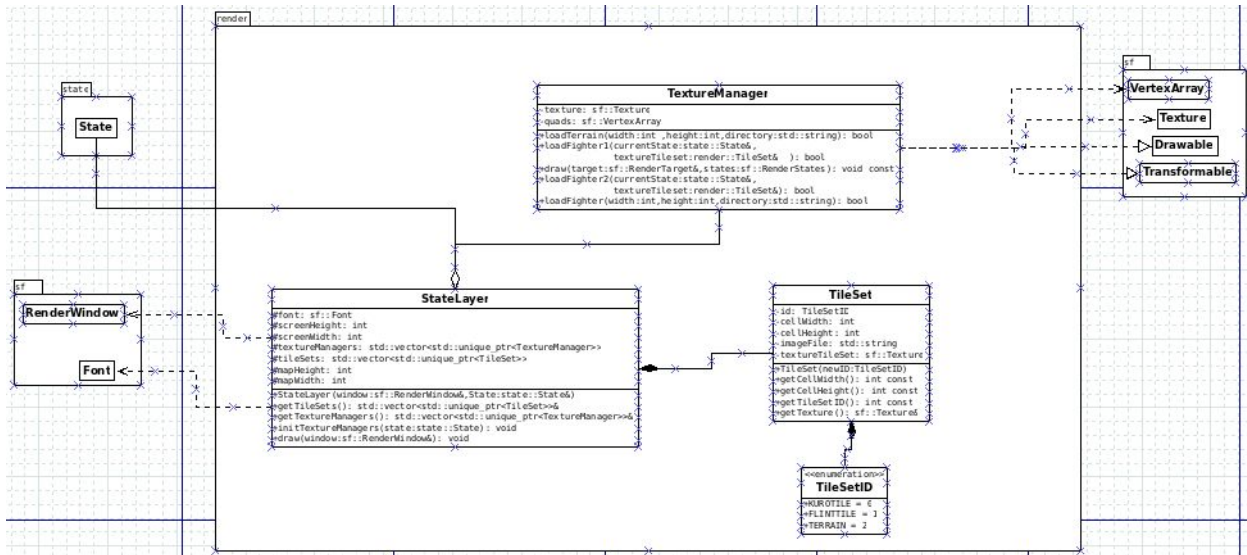 render
state
State
sf
RenderWindow
Font
TextureManager
-texture: sf::Texture
-quads: sf::VertexArray
+loadTerrain(width:int ,height:int,directory:std::string): bool
+loadFighter1(currentState:state::State&,
textureTileset:render::TileSet&  ): bool
+draw(target:sf::RenderTarget&,states:sf::RenderStates): void const
+loadFighter2(currentState:state::State&,
textureTileset:render::TileSet&): bool
+loadFighter(width:int,height:int,directory:std::string): bool
sf
VertexArray
Texture
Drawable
Transformable
StateLayer
#font: sf::Font
#screenHeight: int
#screenWidth: int
#textureManagers: std::vector<std::unique_ptr<TextureManager>>
#tileSets: std::vector<std::unique_ptr<TileSet>>
#mapHeight: int
#mapWidth: int
+StateLayer(window:sf::RenderWindow&,State:state::State&)
+getTileSets(): std::vector<std::unique_ptr<TileSet>>&
+getTextureManagers(): std::vector<std::unique_ptr<TextureManager>>&
+initTextureManagers(state:state::State): void
+draw(window:sf::RenderWindow&): void
TileSet
-id: TileSetID
-cellWidth: int
-cellHeight: int
-imageFile: std::string
-textureTileSet: sf::Texture
+TileSet(newID:TileSetID)
+getCellWidth(): int const
+getCellHeight(): int const
+getTileSetID(): int const
+getTexture(): sf::Texture&
<<enumeration>>
TileSetID
+KUROTILE = 0
+FLINTTILE = 1
+TERRAIN = 2